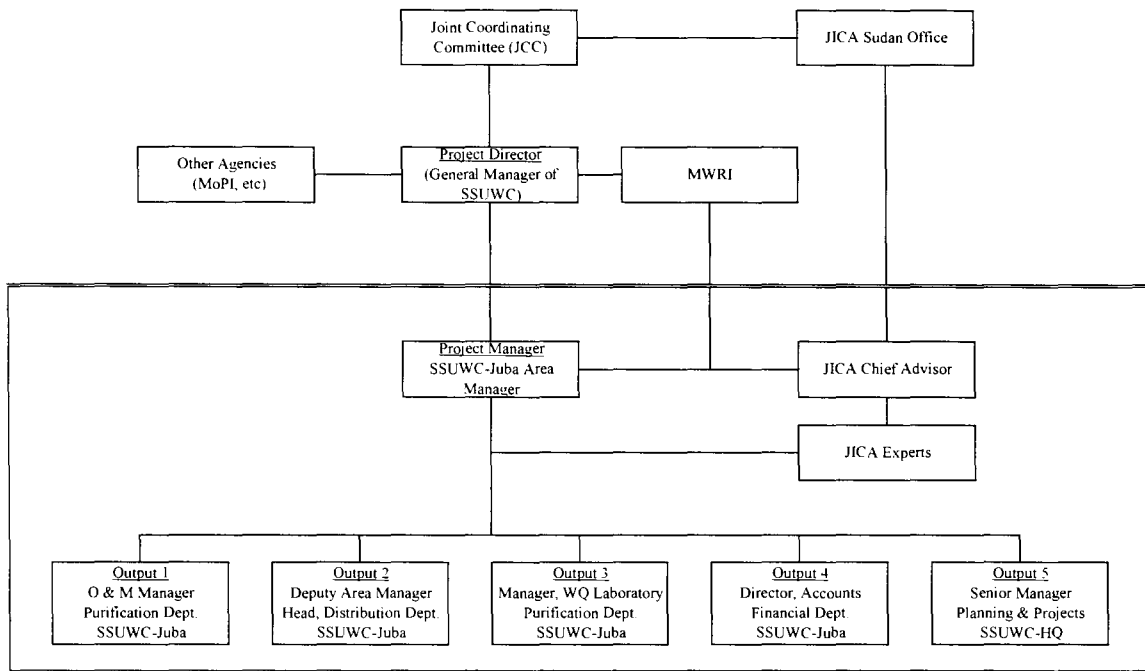 Joint Coordinating
Committee (JCC)
JICA Sudan Office
Other Agencies
(MoPI, etc)
Project Director
(General Manager of
SSUWC)
MWRI
Project Manager
SSUWC-Juba Area
Manager
JICA Chief Advisor
JICA Experts
Output 1
O & M Manager
Purification Dept.
SSUWC-Juba
Output 2
Deputy Area Manager
Head, Distribution Dept.
SSUWC-Juba
Output 3
Manager, WQ Laboratory
Purification Dept.
SSUWC-Juba
Output 4
Director, Accounts
Financial Dept.
SSUWC-Juba
Output 5
Senior Manager
Planning & Projects
SSUWC-HQ